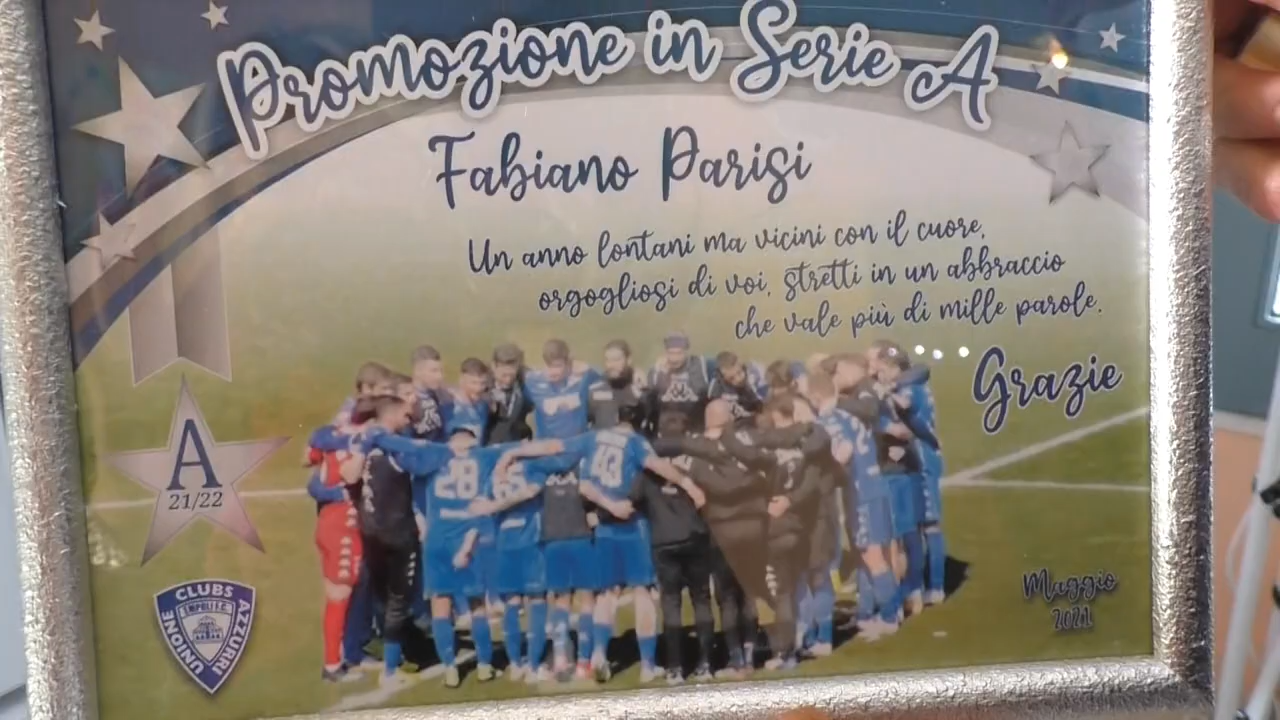 Promozione in Serie A
Fabiano Parisi
Un anno lontani ma vicini con il cuore,
orgogliosi di voi, stretti in un abbraccio
che vale più di mille parole.
Grazie
A
21/22
28
43
CLUBS
EMPOLI F.C.
UNIONE
AZZURRI
Maggio
2021